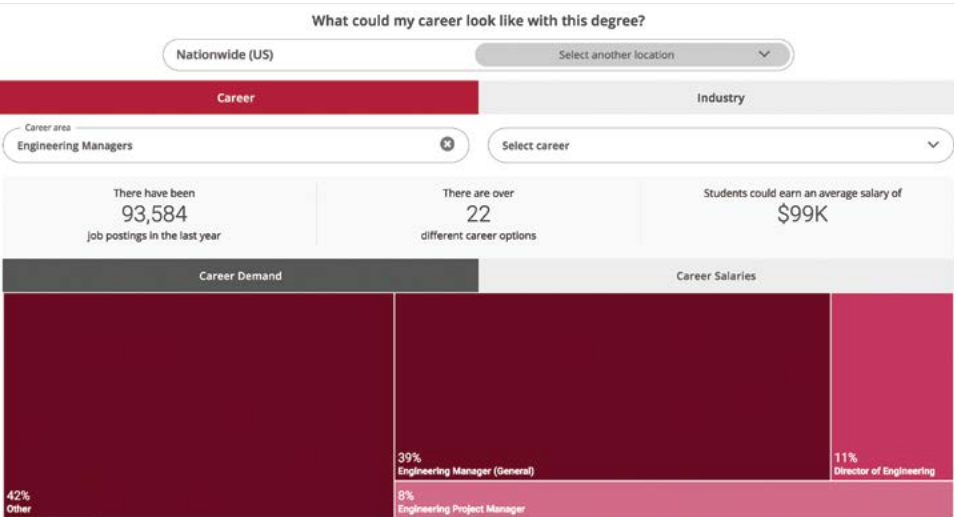 What could my career look like with this degree?
Nationwide (US)
Select another location
Career
Industry
Career area
Engineering Managers
Select career
There have been
93,584
job postings in the last year
There are over
22
different career options
Students could earn an average salary of
$99K
Career Demand
Career Salaries
42%
Other
39%
Engineering Manager (General)
11%
Director of Engineering
8%
Engineering Project Manager